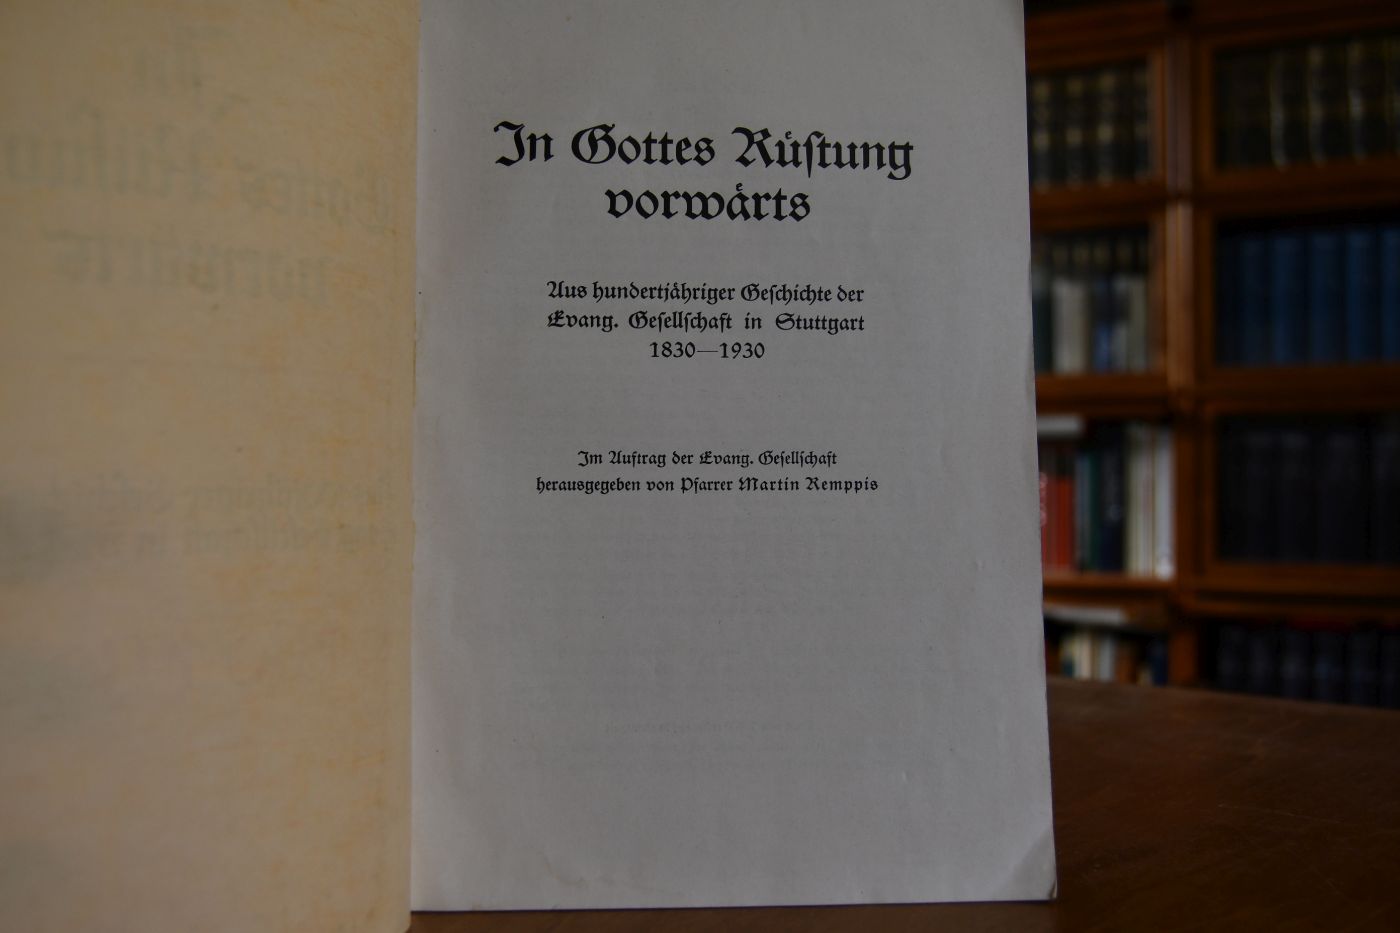 In Gottes Rüſtung
vorwärts
Aus hundertjähriger Geſchichte der
Evang. Geſellſchaft in Stuttgart
1830—1930
Im Auftrag der Evang. Geſellſchaft
herausgegeben von Pfarrer Martin Remppis